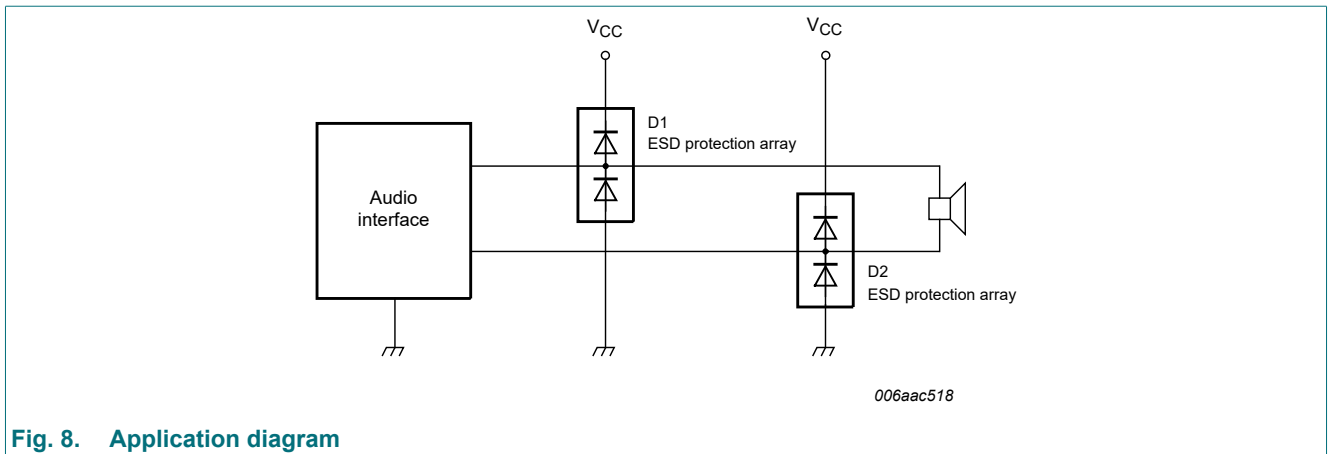 VCC
VCC
D1
ESD protection array
Audio
interface
D2
ESD protection array
006aac518
Fig. 8. Application diagram